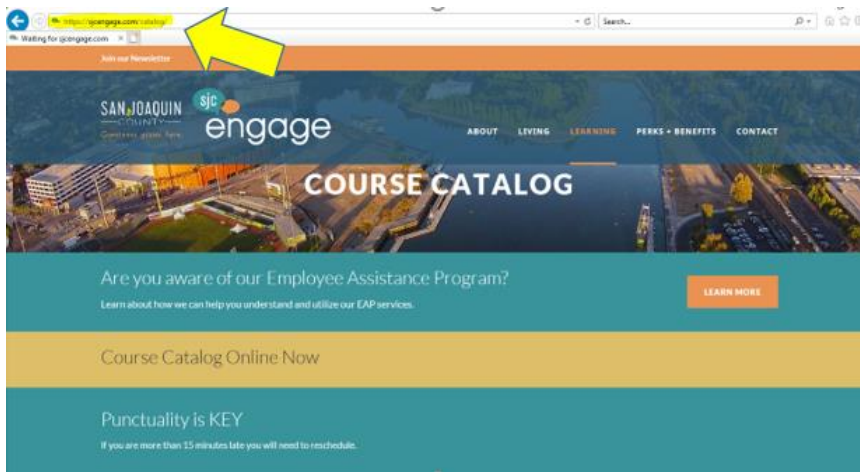 https://sjcengage.com/catalog/
Search...
Waiting for sjcengage.com
Join our Newsletter
SAN JOAQUIN
COUNTY
Greatness grows here.
sjc
engage
ABOUT LIVING LEARNING PERKS + BENEFITS CONTACT
COURSE CATALOG
Are you aware of our Employee Assistance Program?
Learn about how we can help you understand and utilize our EAP services.
LEARN MORE
Course Catalog Online Now
Punctuality is KEY
If you are more than 15 minutes late you will need to reschedule.